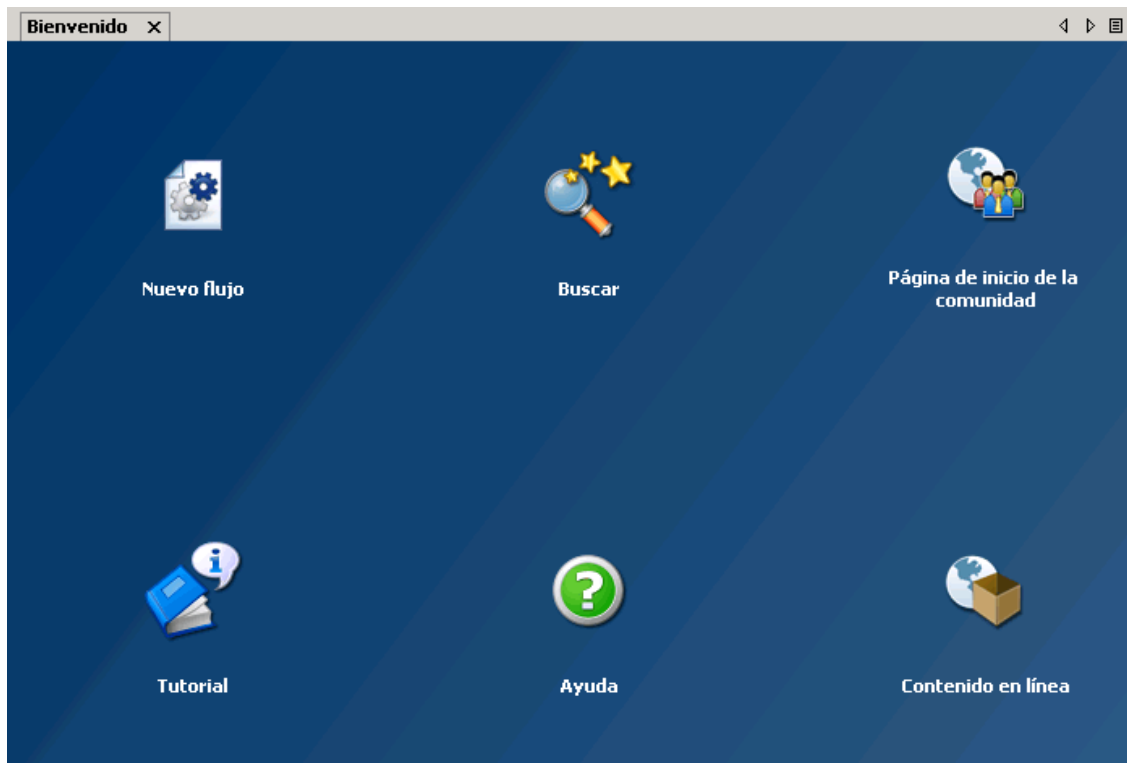 Bienvenido
Nuevo flujo
Buscar
Página de inicio de la
comunidad
Tutorial
Ayuda
Contenido en línea